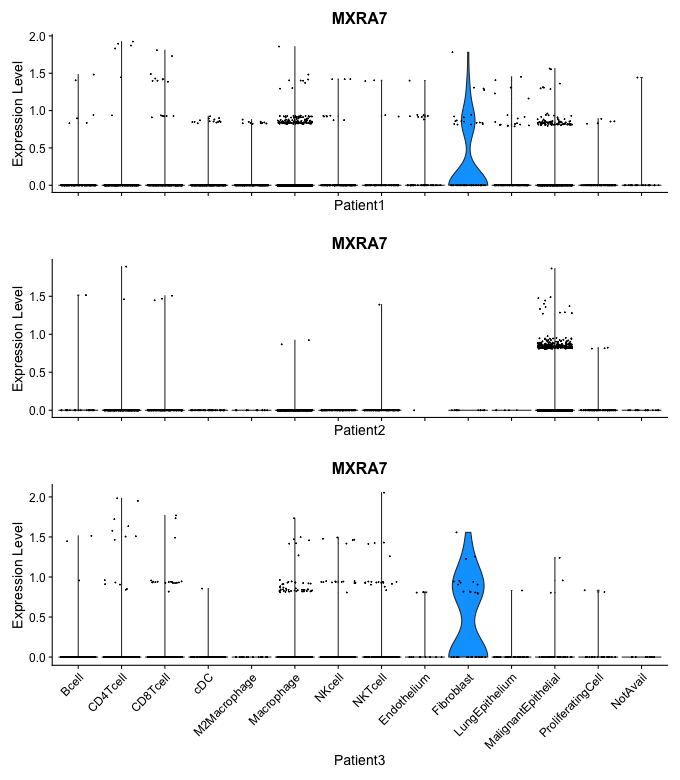 MXRA7
2.0
1.5
1.0
0.5
0.0
Expression Level
Patient1
MXRA7
1.5
1.0
0.5
0.0
Expression Level
Patient2
MXRA7
2.0
1.5
1.0
0.5
0.0
Expression Level
Bcell
CD4Tcell
CD8Tcell
cDC
M2Macrophage
Macrophage
NKcell
NKTcell
Endothelium
Fibroblast
LungEpithelium
MalignantEpithelial
ProliferatingCell
NotAvail
Patient3